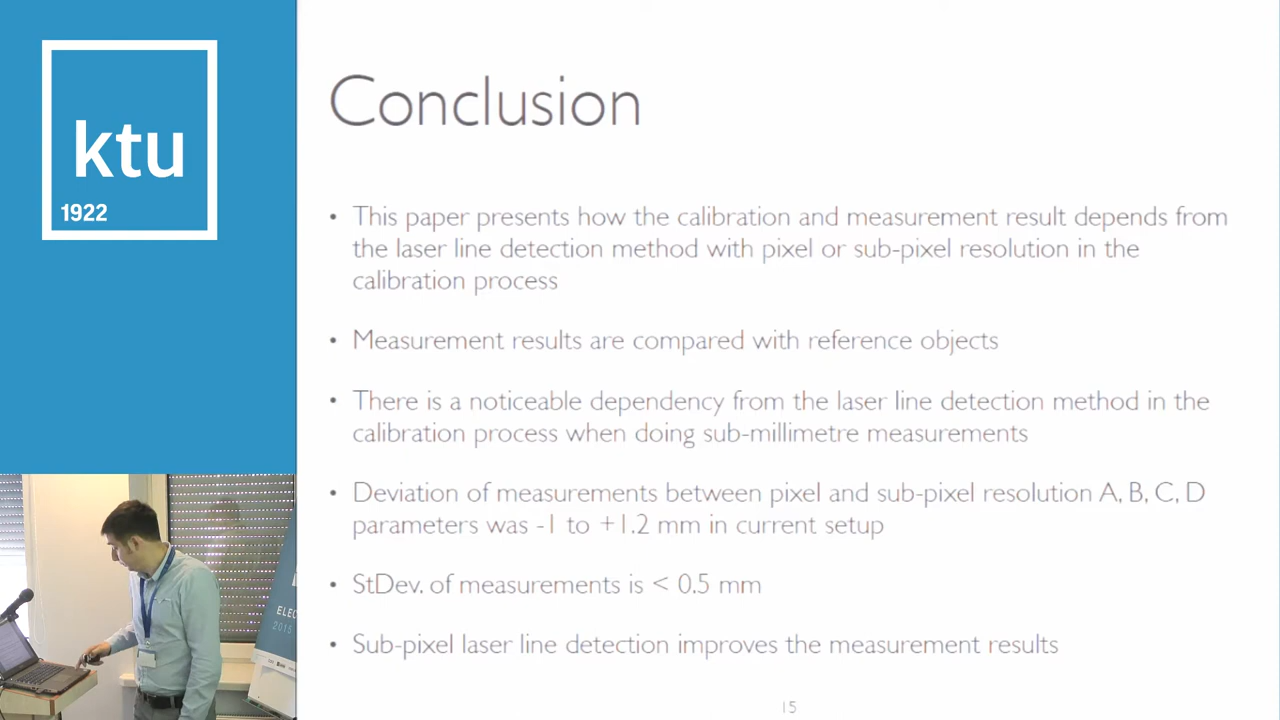 ktu
1922
Conclusion
• This paper presents how the calibration and measurement result depends from
the laser line detection method with pixel or sub-pixel resolution in the
calibration process
• Measurement results are compared with reference objects
• There is a noticeable dependency from the laser line detection method in the
calibration process when doing sub-millimetre measurements
• Deviation of measurements between pixel and sub-pixel resolution A, B, C, D
parameters was -1 to +1.2 mm in current setup
• StDev. of measurements is < 0.5 mm
• Sub-pixel laser line detection improves the measurement results
15
ELEC
2015